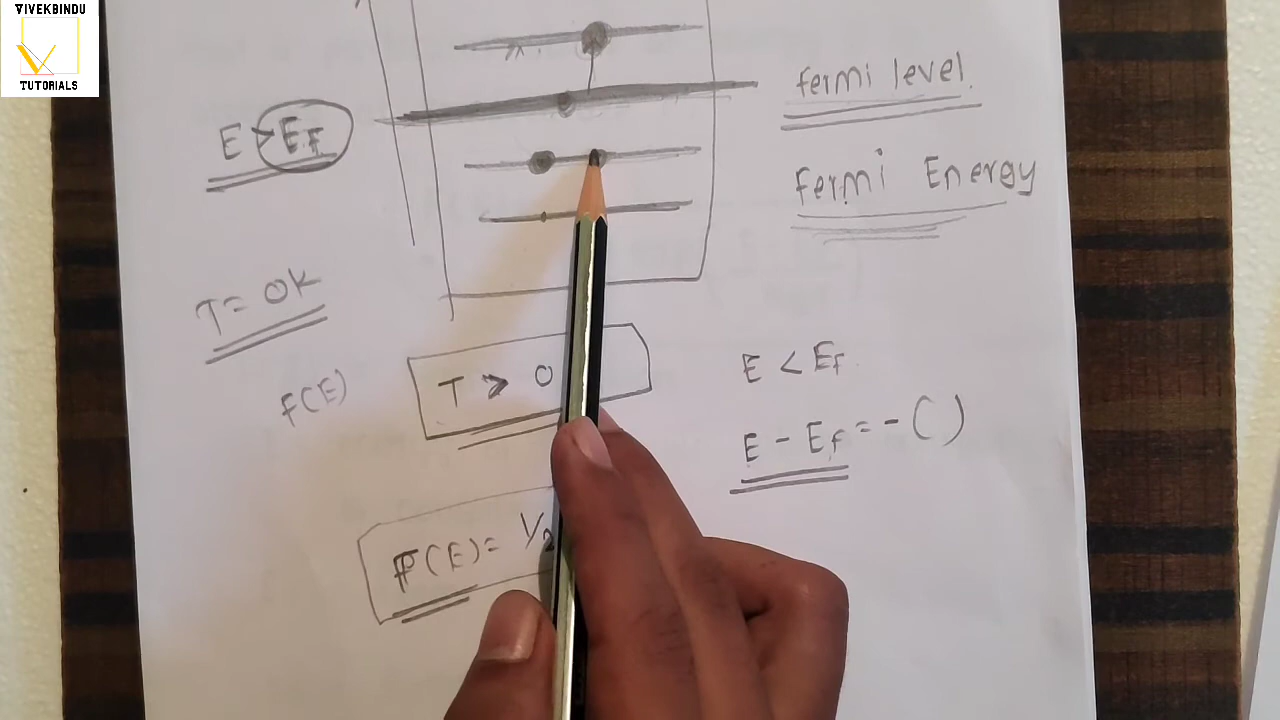 VIVEKBINDU
TUTORIALS
fermi level.
E > EF
fermi Energy
T = 0K
F(E)
T > 0
E < EF
E - EF = - ( )
F(E) = 1/2